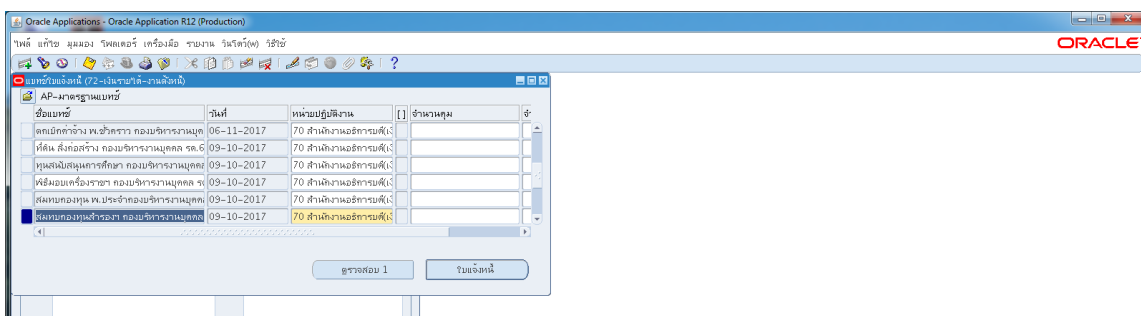 Oracle Applications - Oracle Application R12 (Production)
ไฟล์ แก้ไข มุมมอง โฟลเดอร์ เครื่องมือ รายงาน วินโดว์(W) วิธีใช้
ORACLE
แบทช์ใบแจ้งหนี้ (72-เงินรายได้-งานตั้งหนี้)
AP-มาตรฐานแบทช์
ชื่อแบทช์ วันที่ หน่วยปฏิบัติงาน [ ] จำนวนคุม
ตกเบิกค่าจ้าง พ.ชั่วคราว กองบริหารงานบุค 06-11-2017 70 สำนักงานอธิการบดี(เ
ที่ดิน สิ่งก่อสร้าง กองบริหารงานบุคคล รด.6 09-10-2017 70 สำนักงานอธิการบดี(เ
ทุนสนับสนุนการศึกษา กองบริหารงานบุคค 09-10-2017 70 สำนักงานอธิการบดี(เ
พิธีมอบเครื่องราชฯ กองบริหารงานบุคคล 09-10-2017 70 สำนักงานอธิการบดี(เ
สมทบกองทุน พ.ประจำกองบริหารงานบุคค 09-10-2017 70 สำนักงานอธิการบดี(เ
สมทบกองทุนสำรองฯ กองบริหารงานบุคคล 09-10-2017 70 สำนักงานอธิการบดี(เ
ตรวจสอบ 1 ใบแจ้งหนี้